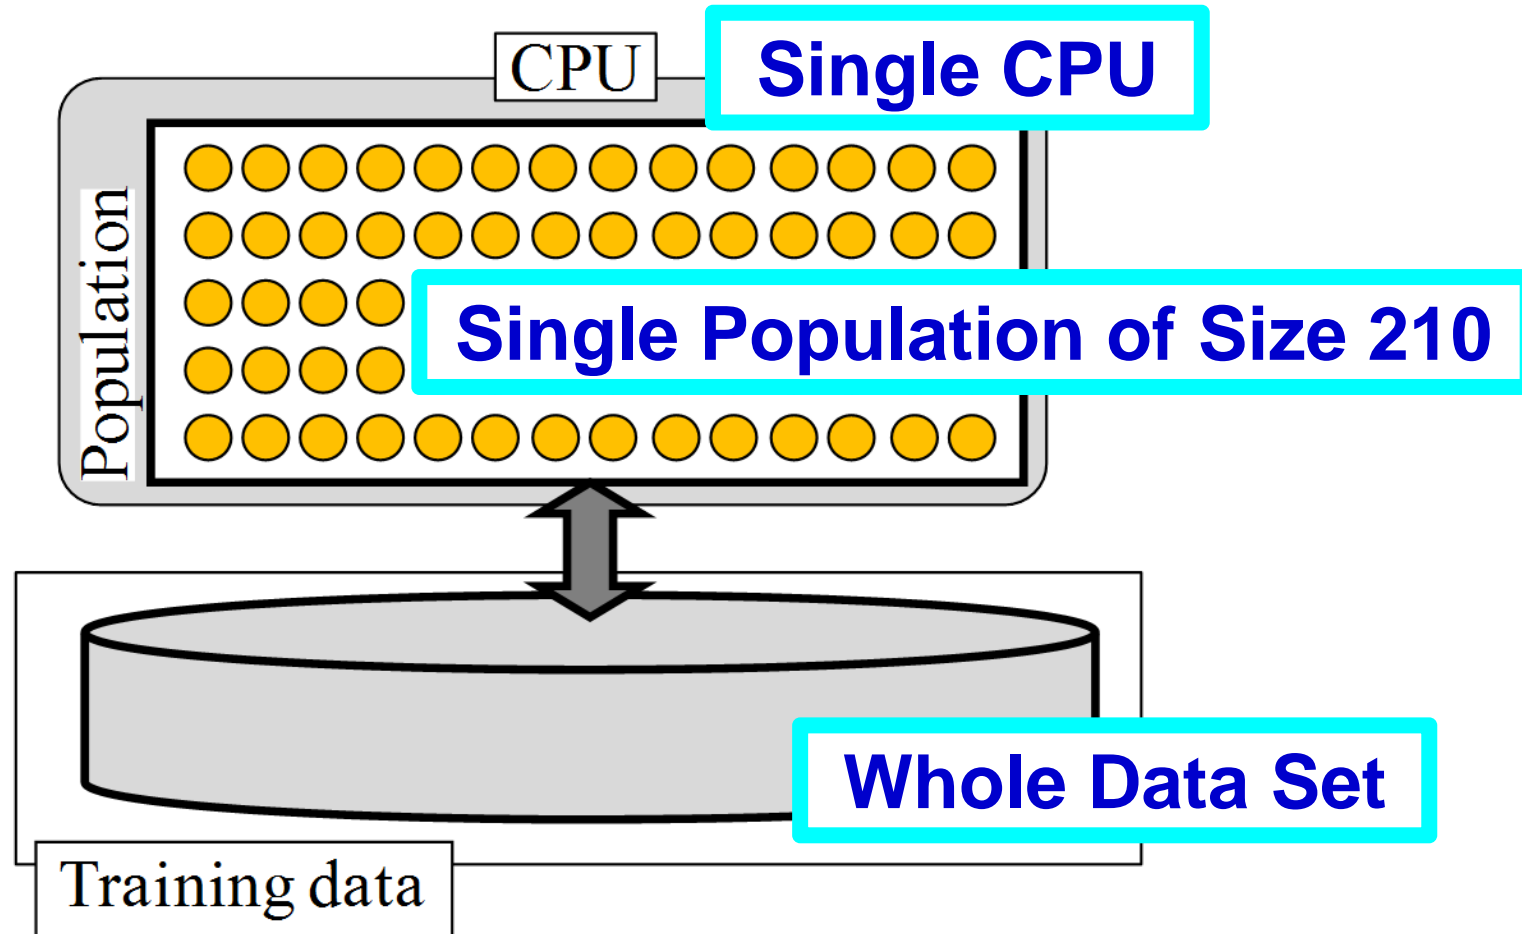 CPU
Single CPU
Population
Single Population of Size 210
Whole Data Set
Training data